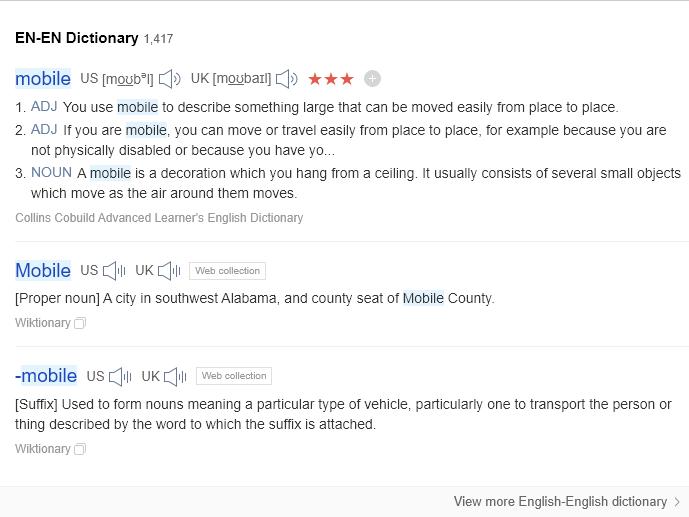 EN-EN Dictionary 1,417
mobile US [moʊbᵊl] UK [moʊbaɪl] ★★★
1. ADJ You use mobile to describe something large that can be moved easily from place to place.
2. ADJ If you are mobile, you can move or travel easily from place to place, for example because you are
not physically disabled or because you have yo...
3. NOUN A mobile is a decoration which you hang from a ceiling. It usually consists of several small objects
which move as the air around them moves.
Collins Cobuild Advanced Learner's English Dictionary
Mobile US UK Web collection
[Proper noun] A city in southwest Alabama, and county seat of Mobile County.
Wiktionary
-mobile US UK Web collection
[Suffix] Used to form nouns meaning a particular type of vehicle, particularly one to transport the person or
thing described by the word to which the suffix is attached.
Wiktionary
View more English-English dictionary